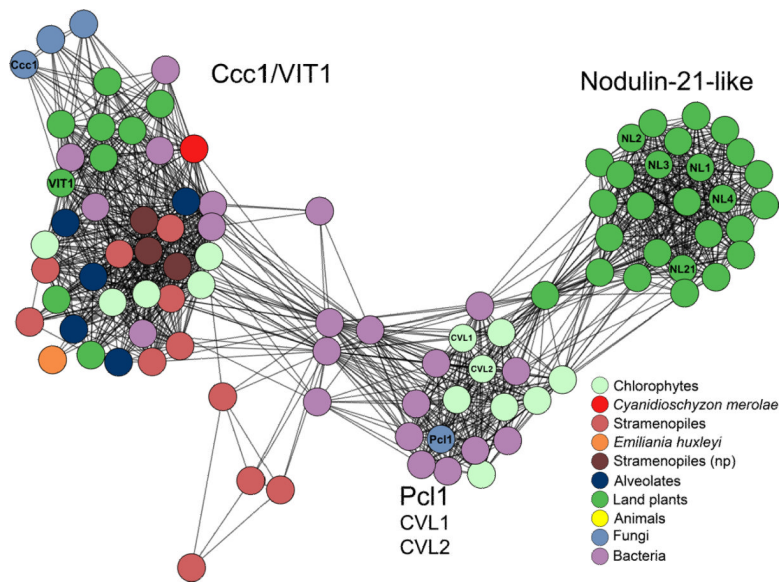 Ccc1/VIT1
Nodulin-21-like
Ccc1
VIT1
NL2
NL3
NL1
NL4
NL21
CVL1
CVL2
Pcl1
Pcl1
CVL1
CVL2
Chlorophytes
Cyanidioschyzon merolae
Stramenopiles
Emiliania huxleyi
Stramenopiles (np)
Alveolates
Land plants
Animals
Fungi
Bacteria